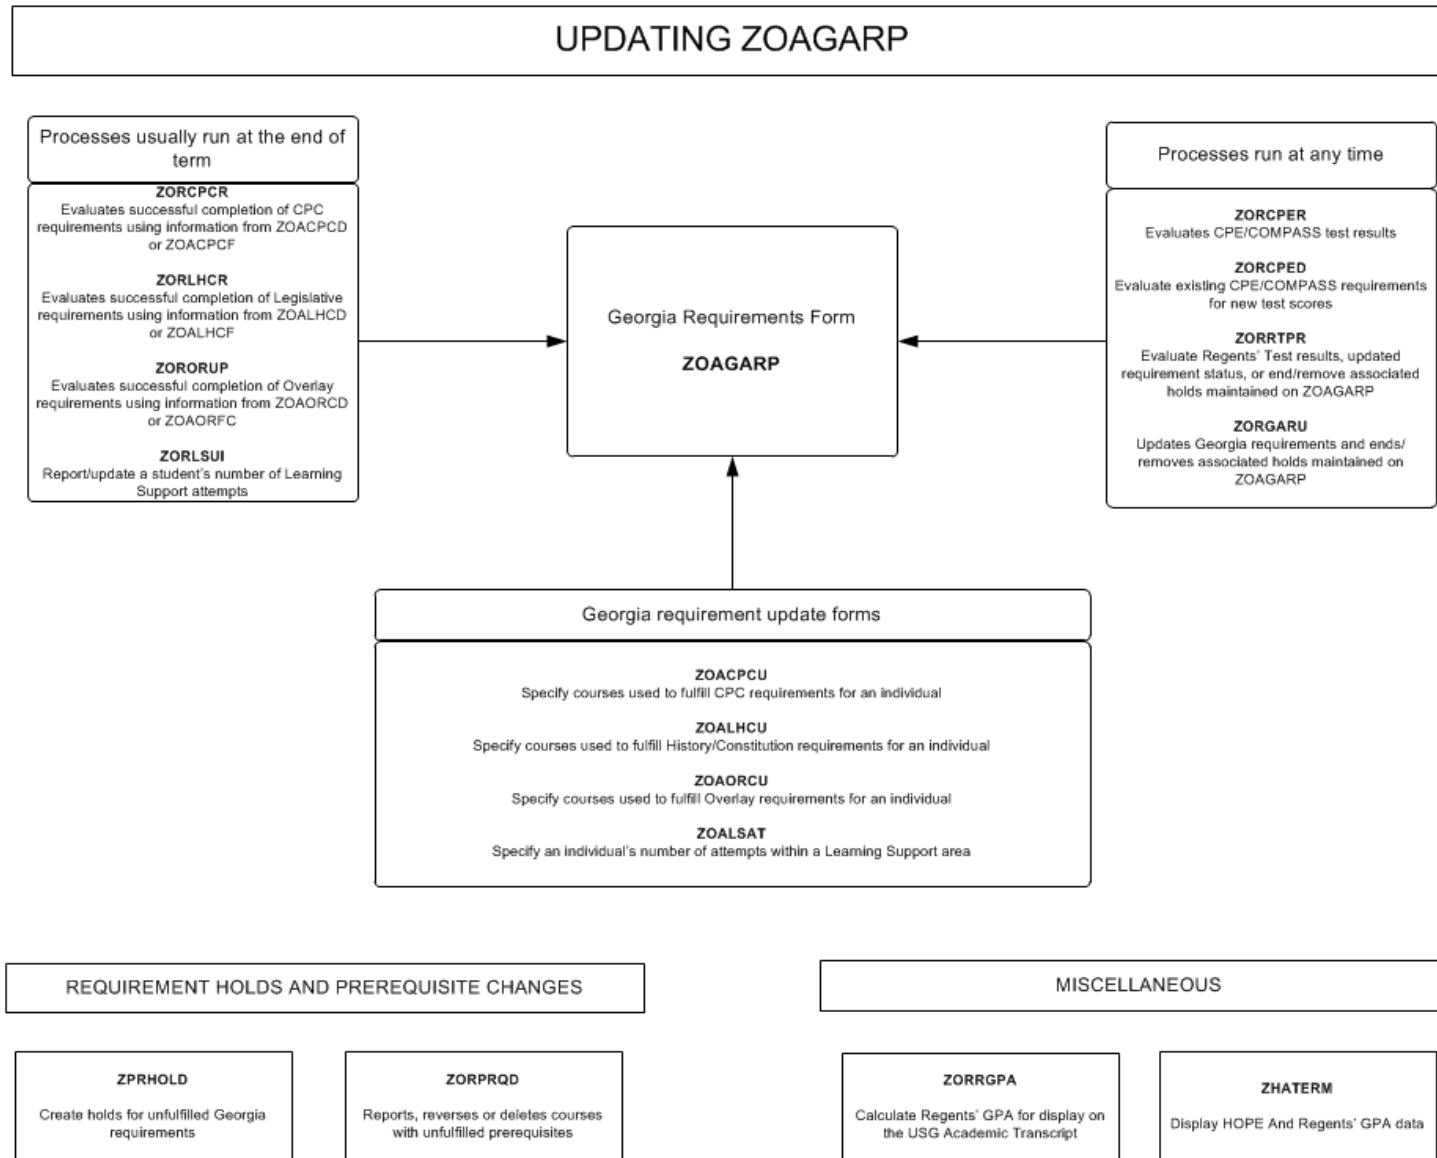 UPDATING ZOAGARP
Processes usually run at the end of
term
ZORCPCR
Evaluates successful completion of CPC
requirements using information from ZOACPCD
or ZOACPCF
ZORLHCR
Evaluates successful completion of Legislative
requirements using information from ZOALHCD
or ZOALHCF
ZORORUP
Evaluates successful completion of Overlay
requirements using information from ZOAORCD
or ZOAORFC
ZORLSUI
Report/update a student's number of Learning
Support attempts
Georgia Requirements Form
ZOAGARP
Processes run at any time
ZORCPER
Evaluates CPE/COMPASS test results
ZORCPED
Evaluate existing CPE/COMPASS requirements
for new test scores
ZORRTPR
Evaluate Regents' Test results, updated
requirement status, or end/remove associated
holds maintained on ZOAGARP
ZORGARU
Updates Georgia requirements and ends/
removes associated holds maintained on
ZOAGARP
Georgia requirement update forms
ZOACPCU
Specify courses used to fulfill CPC requirements for an individual
ZOALHCU
Specify courses used to fulfill History/Constitution requirements for an individual
ZOAORCU
Specify courses used to fulfill Overlay requirements for an individual
ZOALSAT
Specify an individual's number of attempts within a Learning Support area
REQUIREMENT HOLDS AND PREREQUISITE CHANGES
ZPRHOLD
Create holds for unfulfilled Georgia
requirements
ZORPRQD
Reports, reverses or deletes courses
with unfulfilled prerequisites
MISCELLANEOUS
ZORRGPA
Calculate Regents' GPA for display on
the USG Academic Transcript
ZHATERM
Display HOPE And Regents' GPA data